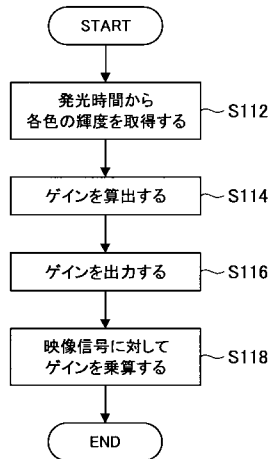 START
発光時間から
各色の輝度を取得する
S112
ゲインを算出する
S114
ゲインを出力する
S116
映像信号に対して
ゲインを乗算する
S118
END